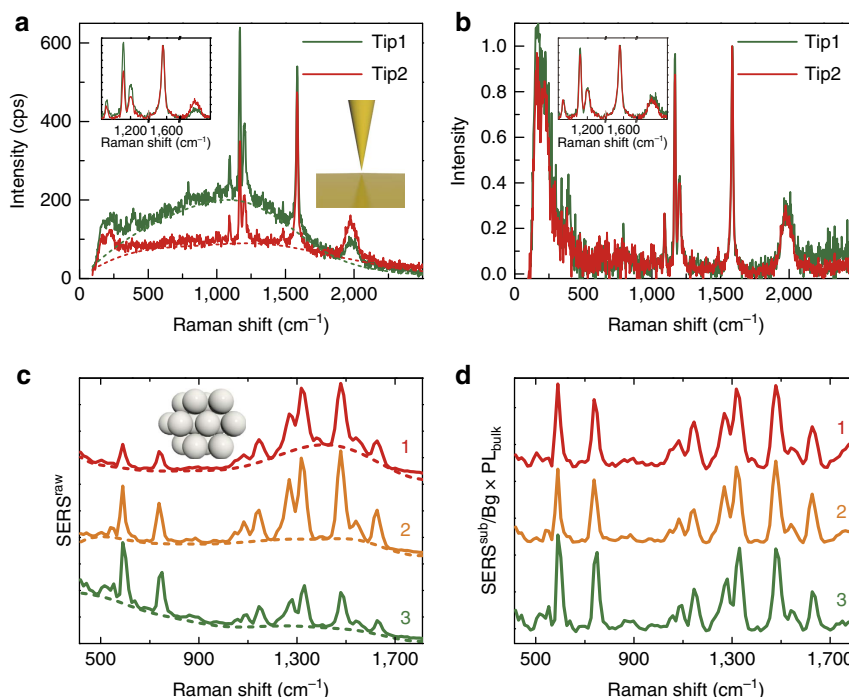 a
Intensity (cps)
600
400
200
0
0
500
1,000
1,500
2,000
Raman shift (cm⁻¹)
Tip1
Tip2
1,200
1,600
Raman shift (cm⁻¹)
b
Intensity
1.0
0.8
0.6
0.4
0.2
0.0
0
500
1,000
1,500
2,000
Raman shift (cm⁻¹)
Tip1
Tip2
1,200
1,600
Raman shift (cm⁻¹)
c
SERSʳᵃʷ
1
2
3
500
900
1,300
1,700
Raman shift (cm⁻¹)
d
SERSˢᵘᵇ/Bg × PL_bulk
1
2
3
500
900
1,300
1,700
Raman shift (cm⁻¹)